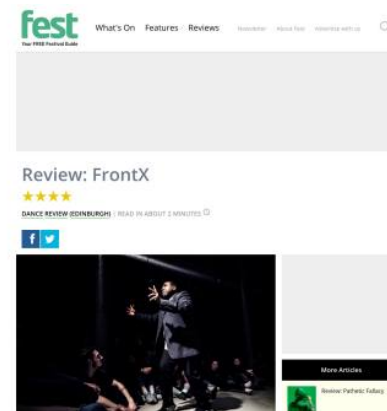 fest
Your FREE Festival Guide
What's On Features Reviews Newsletter About Fest Advertise with us
Review: FrontX
★★★★
DANCE REVIEW (EDINBURGH) | READ IN ABOUT 2 MINUTES
f
More Articles
Review: Pathetic Fallacy